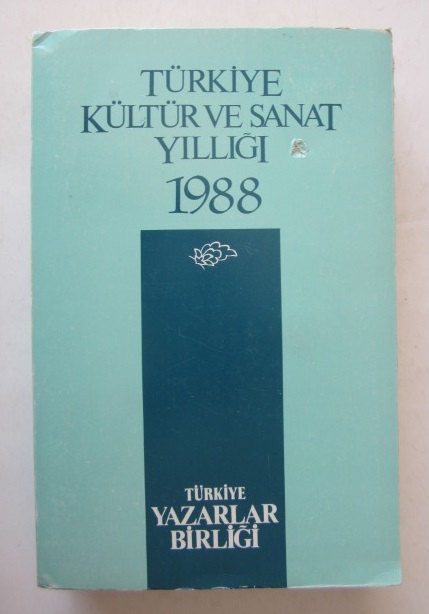 TÜRKİYE
KÜLTÜR VE SANAT
YILLIĞI
1988
TÜRKİYE
YAZARLAR
BİRLİĞİ